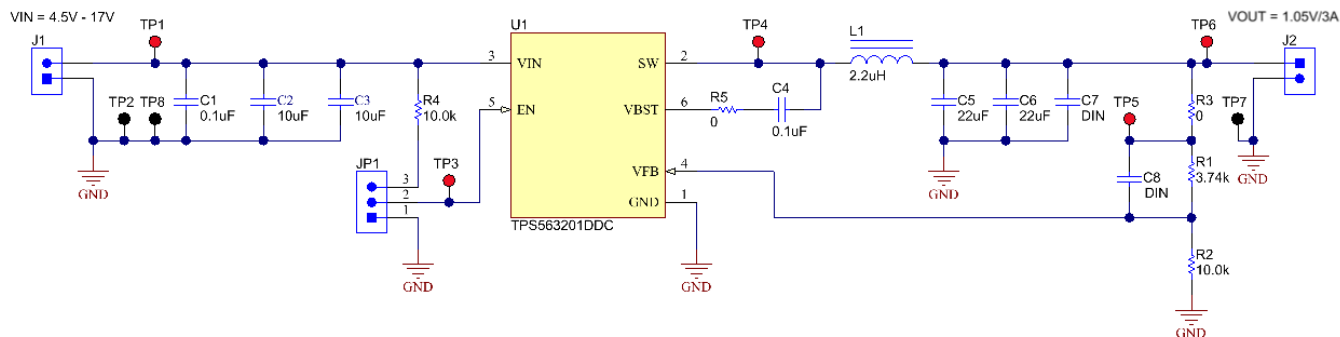 VIN = 4.5V - 17V
VOUT = 1.05V/3A
J1
TP1
U1
TP4
L1
TP6
J2
3
VIN
SW
2
2.2uH
C1
0.1uF
C2
10uF
C3
10uF
R4
10.0k
5
EN
VBST
6
R5
0
C4
0.1uF
C5
22uF
C6
22uF
C7
DIN
R3
0
TP2
TP8
TP5
TP7
GND
JP1
3
2
1
TP3
VFB
4
GND
1
TPS563201DDC
C8
DIN
R1
3.74k
GND
GND
GND
GND
R2
10.0k
GND